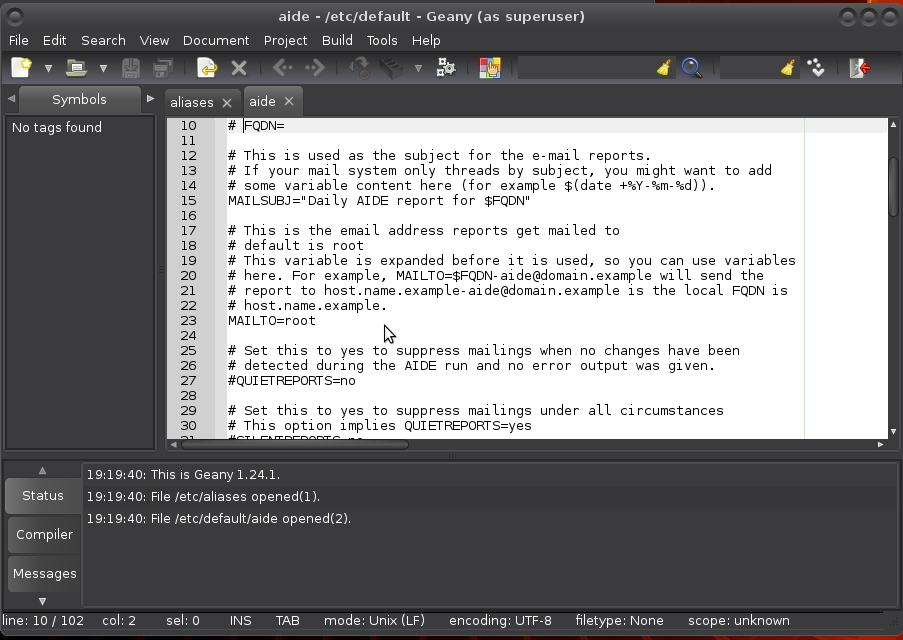 aide - /etc/default - Geany (as superuser)
File Edit Search View Document Project Build Tools Help
Symbols
aliases
aide
No tags found
10 # FQDN=
11
12 # This is used as the subject for the e-mail reports.
13 # If your mail system only threads by subject, you might want to add
14 # some variable content here (for example $(date +%Y-%m-%d)).
15 MAILSUBJ="Daily AIDE report for $FQDN"
16
17 # This is the email address reports get mailed to
18 # default is root
19 # This variable is expanded before it is used, so you can use variables
20 # here. For example, MAILTO=$FQDN-aide@domain.example will send the
21 # report to host.name.example-aide@domain.example is the local FQDN is
22 # host.name.example.
23 MAILTO=root
24
25 # Set this to yes to suppress mailings when no changes have been
26 # detected during the AIDE run and no error output was given.
27 #QUIETREPORTS=no
28
29 # Set this to yes to suppress mailings under all circumstances
30 # This option implies QUIETREPORTS=yes
31 #SILENTREPORTS=no
Status
Compiler
Messages
19:19:40: This is Geany 1.24.1.
19:19:40: File /etc/aliases opened(1).
19:19:40: File /etc/default/aide opened(2).
line: 10 / 102 col: 2 sel: 0 INS TAB mode: Unix (LF) encoding: UTF-8 filetype: None scope: unknown